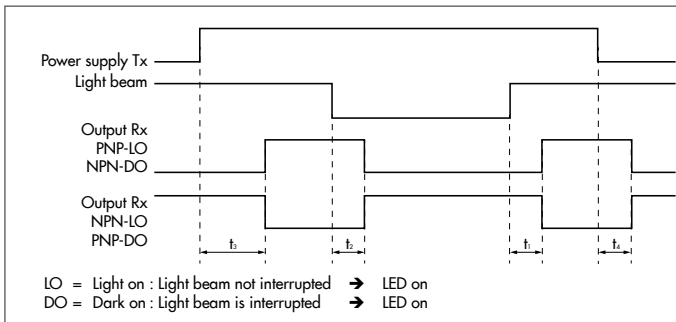 Power supply Tx
Light beam
Output Rx
PNP-LO
NPN-DO
Output Rx
NPN-LO
PNP-DO
t₃
t₂
t₁
t₄
LO = Light on : Light beam not interrupted ➔ LED on
DO = Dark on : Light beam is interrupted ➔ LED on